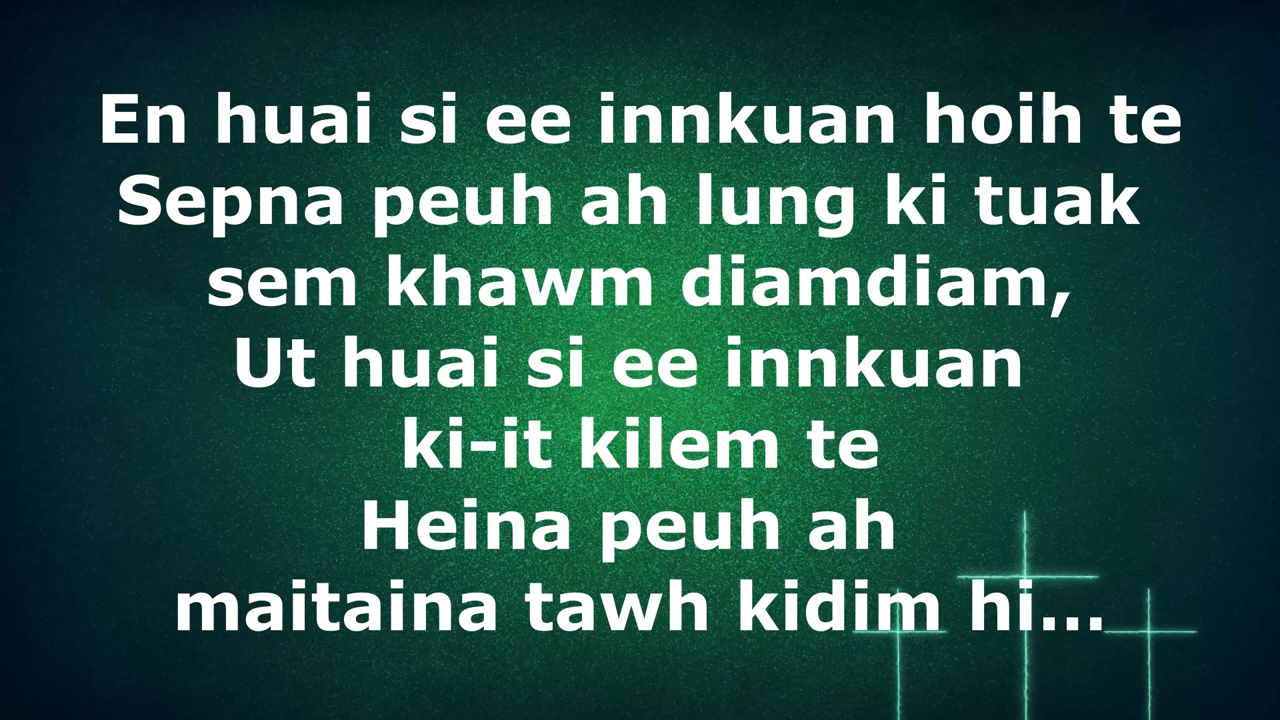 En huai si ee innkuan hoih te
Sepna peuh ah lung ki tuak
sem khawm diamdiam,
Ut huai si ee innkuan
ki-it kilem te
Heina peuh ah
maitaina tawh kidim hi...